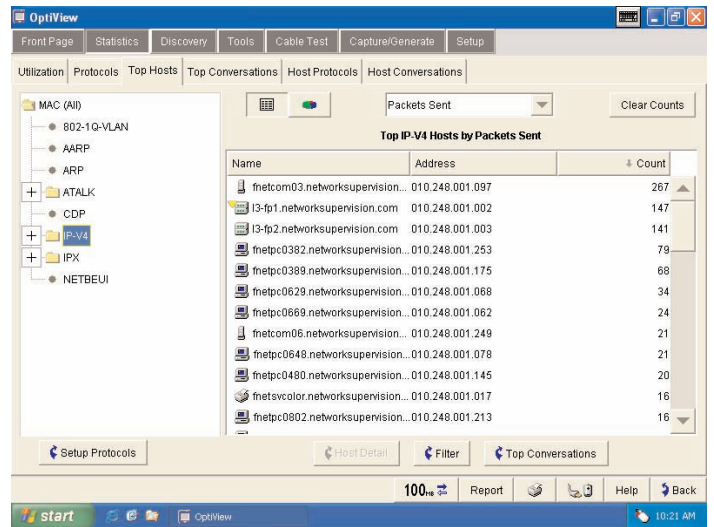 OptiView
Front Page Statistics Discovery Tools Cable Test Capture/Generate Setup
Utilization Protocols Top Hosts Top Conversations Host Protocols Host Conversations
MAC (All)
802-1Q-VLAN
AARP
ARP
ATALK
CDP
IP-V4
IPX
NETBEUI
Packets Sent Clear Counts
Top IP-V4 Hosts by Packets Sent
Name Address Count
fnetcom03.networksupervision... 010.248.001.097 267
l3-fp1.networksupervision.com 010.248.001.002 147
l3-fp2.networksupervision.com 010.248.001.003 141
fnetpc0382.networksupervision... 010.248.001.253 79
fnetpc0389.networksupervision... 010.248.001.175 68
fnetpc0629.networksupervision... 010.248.001.068 34
fnetpc0669.networksupervision... 010.248.001.062 24
fnetcom06.networksupervision... 010.248.001.249 21
fnetpc0648.networksupervision... 010.248.001.078 21
fnetpc0480.networksupervision... 010.248.001.145 20
fnetsvcolor.networksupervision... 010.248.001.017 16
fnetpc0802.networksupervision... 010.248.001.213 16
Setup Protocols Host Detail Filter Top Conversations
100 Report Help Back
start OptiView 10:21 AM